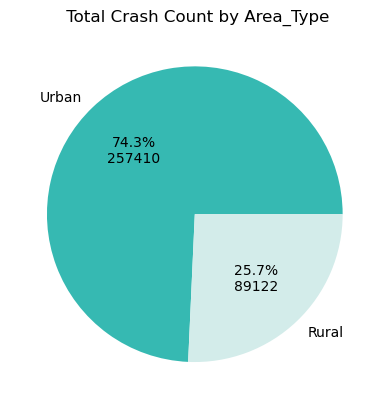 Total Crash Count by Area_Type
Urban
74.3%
257410
25.7%
89122
Rural